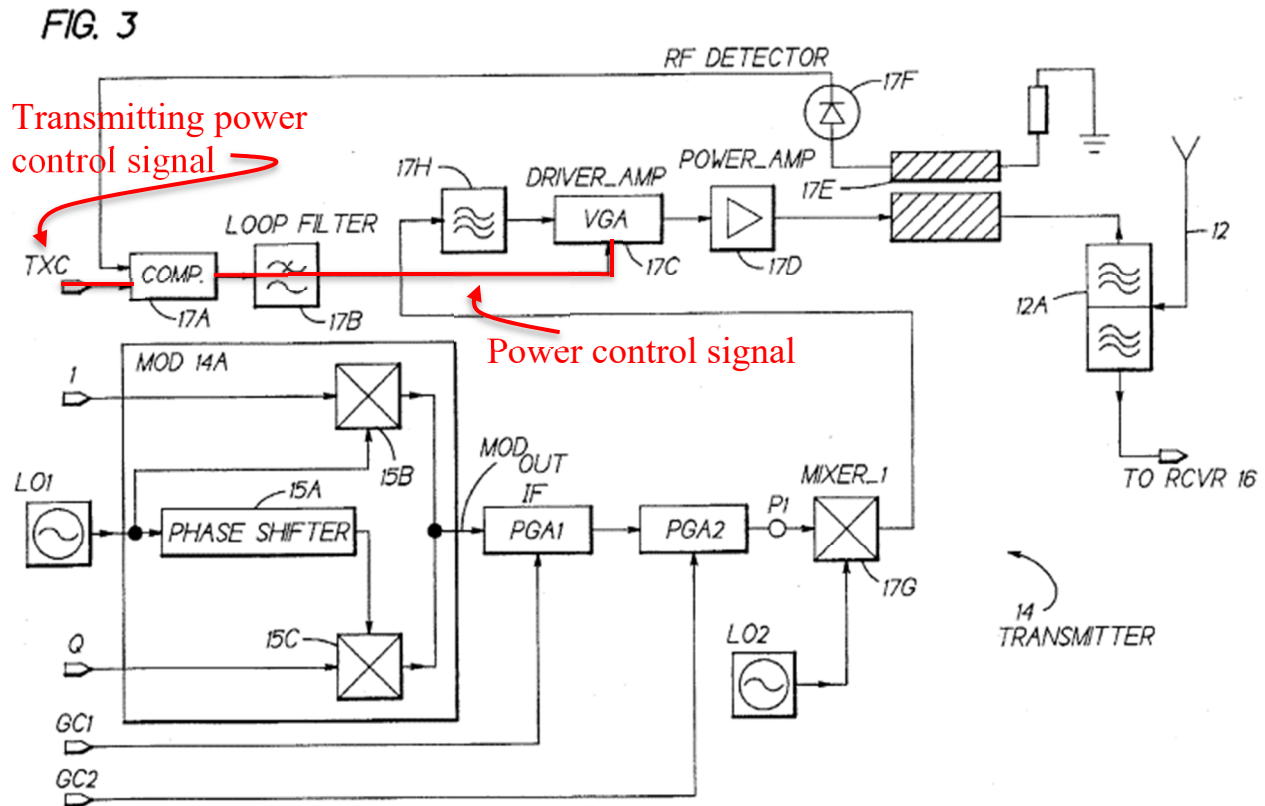 FIG. 3
RF DETECTOR
17F
Transmitting power
control signal
17H
DRIVER_AMP
POWER_AMP
17E
VGA
LOOP FILTER
12
TXC
COMP.
17C
17D
12A
17A
17B
Power control signal
MOD 14A
I
15B
MOD OUT
LO1
15A
IF
MIXER_1
TO RCVR 16
PHASE SHIFTER
PGA1
PGA2
P1
17G
15C
14
TRANSMITTER
Q
LO2
GC1
GC2